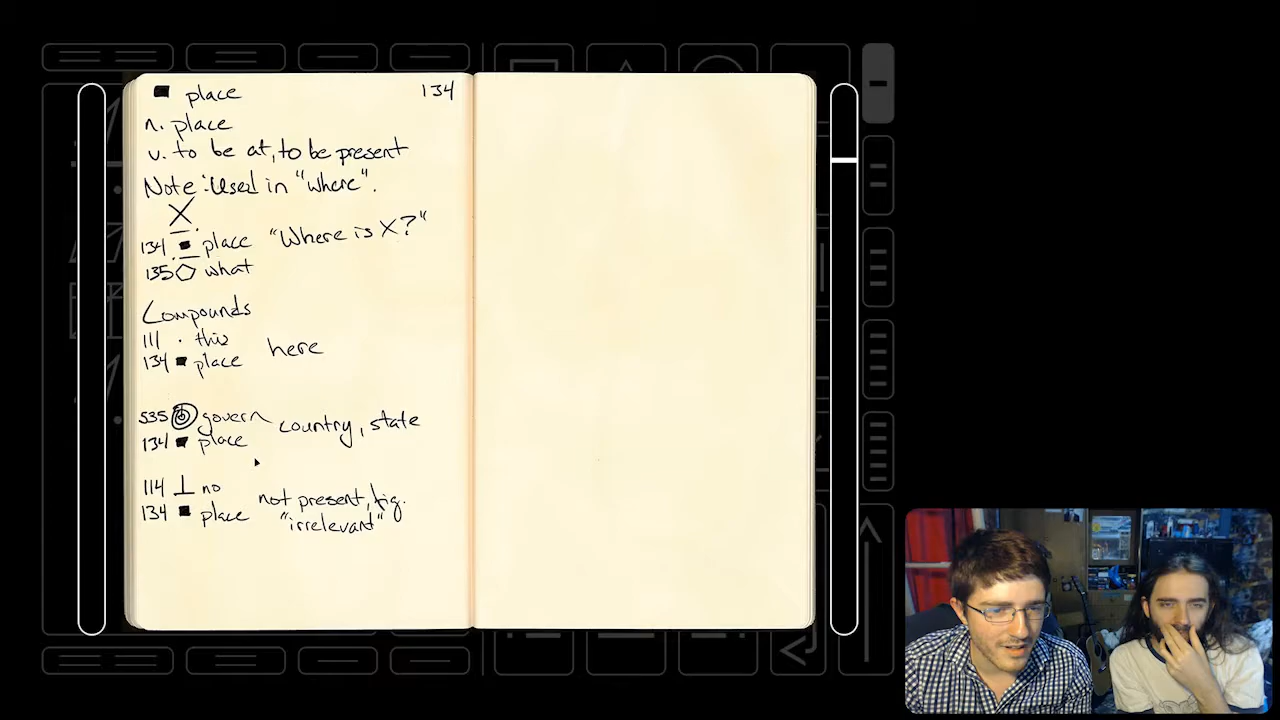 ■ place 134
n. place
v. to be at, to be present
Note: Used in "where".
X
134 ■ place "Where is X?"
135 ⬠ what
Compounds
111 · this
134 ■ place here
535 govern country, state
134 ■ place
114 ⊥ no not present, fig.
134 ■ place "irrelevant"